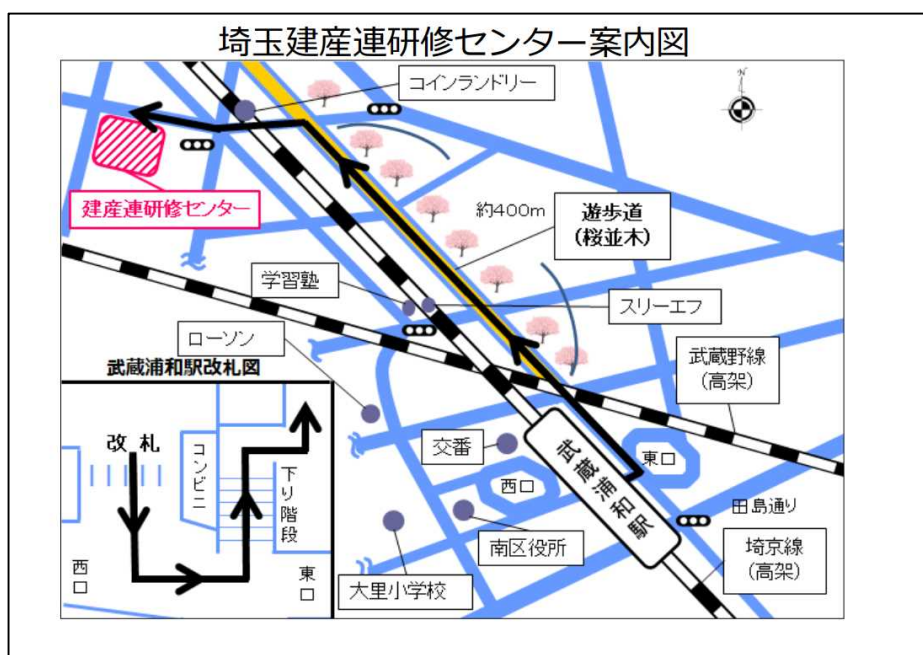 埼玉建産連研修センター案内図
コインランドリー
N
建産連研修センター
約400m
遊歩道
(桜並木)
学習塾
スリーエフ
ローソン
武蔵野線
(高架)
武蔵浦和駅改札図
改札
コンビニ
下り階段
西口
東口
交番
西口
武蔵浦和駅
東口
田島通り
南区役所
埼京線
(高架)
大里小学校